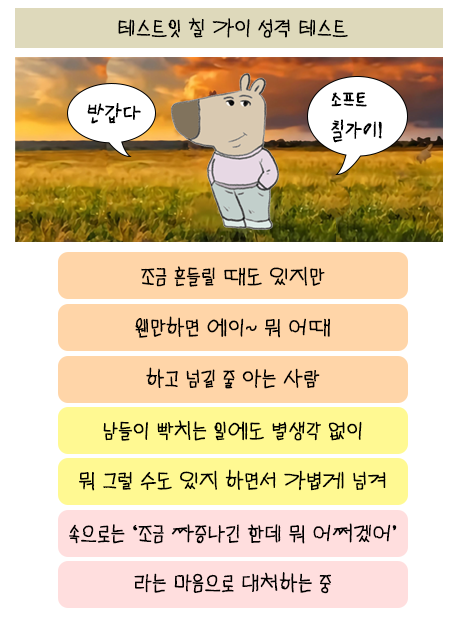 테스트잇 칠 가이 성격 테스트
반갑다
소프트
칠가이!
조금 흔들릴 때도 있지만
웬만하면 에이~ 뭐 어때
하고 넘길 줄 아는 사람
남들이 빡치는 일에도 별생각 없이
뭐 그럴 수도 있지 하면서 가볍게 넘겨
속으로는 ‘조금 짜증나긴 한데 뭐 어쩌겠어’
라는 마음으로 대처하는 중